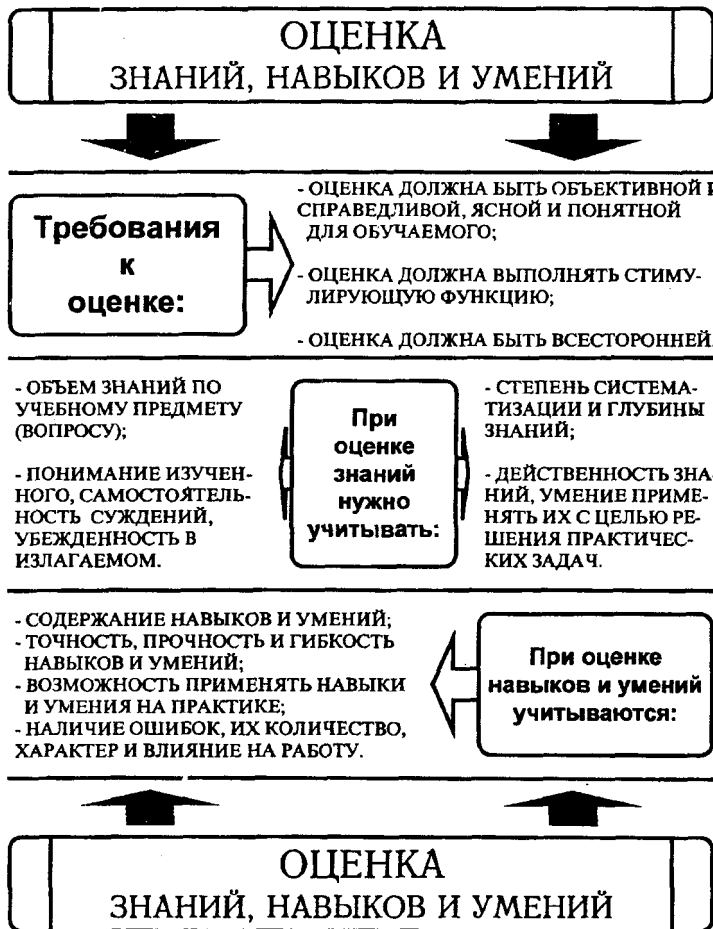 ОЦЕНКА
ЗНАНИЙ, НАВЫКОВ И УМЕНИЙ
Требования
к
оценке:
- ОЦЕНКА ДОЛЖНА БЫТЬ ОБЪЕКТИВНОЙ И
СПРАВЕДЛИВОЙ, ЯСНОЙ И ПОНЯТНОЙ
ДЛЯ ОБУЧАЕМОГО;
- ОЦЕНКА ДОЛЖНА ВЫПОЛНЯТЬ СТИМУ-
ЛИРУЮЩУЮ ФУНКЦИЮ;
- ОЦЕНКА ДОЛЖНА БЫТЬ ВСЕСТОРОННЕЙ.
- ОБЪЕМ ЗНАНИЙ ПО
УЧЕБНОМУ ПРЕДМЕТУ
(ВОПРОСУ);
- ПОНИМАНИЕ ИЗУЧЕН-
НОГО, САМОСТОЯТЕЛЬ-
НОСТЬ СУЖДЕНИЙ,
УБЕЖДЕННОСТЬ В
ИЗЛАГАЕМОМ.
При
оценке
знаний
нужно
учитывать:
- СТЕПЕНЬ СИСТЕМА-
ТИЗАЦИИ И ГЛУБИНЫ
ЗНАНИЙ;
- ДЕЙСТВЕННОСТЬ ЗНА-
НИЙ, УМЕНИЕ ПРИМЕ-
НЯТЬ ИХ С ЦЕЛЬЮ РЕ-
ШЕНИЯ ПРАКТИЧЕС-
КИХ ЗАДАЧ.
- СОДЕРЖАНИЕ НАВЫКОВ И УМЕНИЙ;
- ТОЧНОСТЬ, ПРОЧНОСТЬ И ГИБКОСТЬ
НАВЫКОВ И УМЕНИЙ;
- ВОЗМОЖНОСТЬ ПРИМЕНЯТЬ НАВЫКИ
И УМЕНИЯ НА ПРАКТИКЕ;
- НАЛИЧИЕ ОШИБОК, ИХ КОЛИЧЕСТВО,
ХАРАКТЕР И ВЛИЯНИЕ НА РАБОТУ.
При оценке
навыков и умений
учитываются:
ОЦЕНКА
ЗНАНИЙ, НАВЫКОВ И УМЕНИЙ